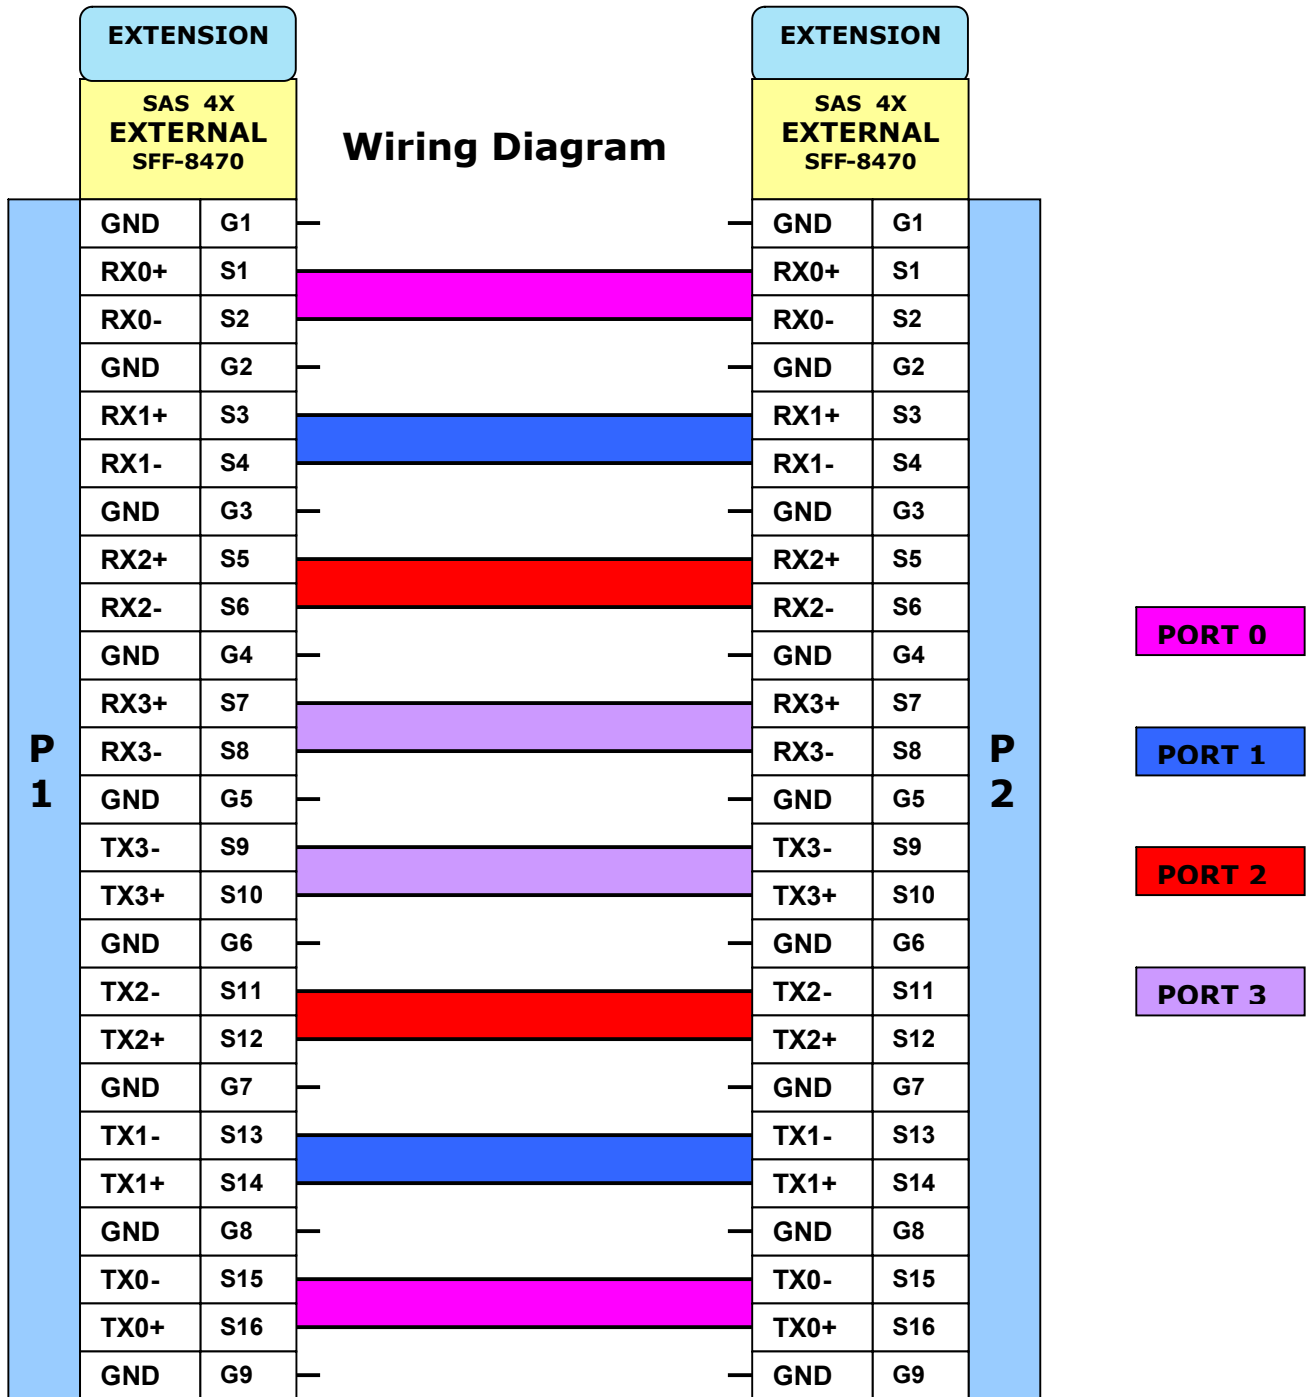 EXTENSION EXTENSION
SAS 4X SAS 4X
EXTERNAL EXTERNAL
SFF-8470 SFF-8470
Wiring Diagram
GND G1 GND G1
RX0+ S1 RX0+ S1
RX0- S2 RX0- S2
GND G2 GND G2
RX1+ S3 RX1+ S3
RX1- S4 RX1- S4
GND G3 GND G3
RX2+ S5 RX2+ S5
RX2- S6 RX2- S6
GND G4 GND G4
RX3+ S7 RX3+ S7
RX3- S8 RX3- S8
GND G5 GND G5
TX3- S9 TX3- S9
TX3+ S10 TX3+ S10
GND G6 GND G6
TX2- S11 TX2- S11
TX2+ S12 TX2+ S12
GND G7 GND G7
TX1- S13 TX1- S13
TX1+ S14 TX1+ S14
GND G8 GND G8
TX0- S15 TX0- S15
TX0+ S16 TX0+ S16
GND G9 GND G9
P
1
P
2
PORT 0
PORT 1
PORT 2
PORT 3